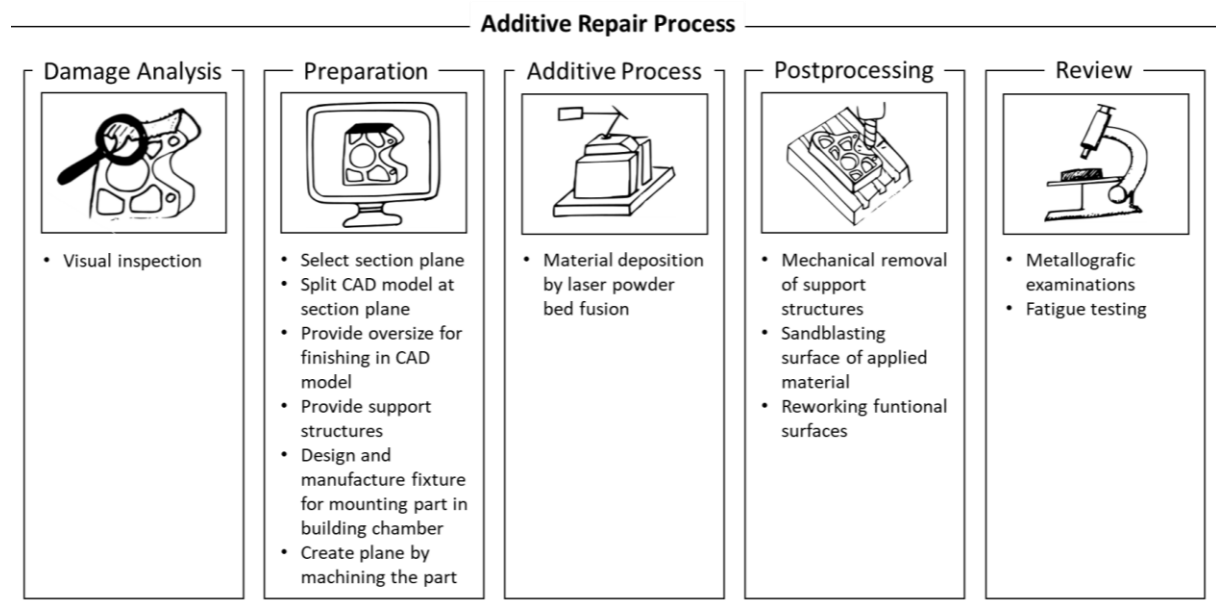 Additive Repair Process
Damage Analysis
• Visual inspection
Preparation
• Select section plane
• Split CAD model at
section plane
• Provide oversize for
finishing in CAD
model
• Provide support
structures
• Design and
manufacture fixture
for mounting part in
building chamber
• Create plane by
machining the part
Additive Process
• Material deposition
by laser powder
bed fusion
Postprocessing
• Mechanical removal
of support
structures
• Sandblasting
surface of applied
material
• Reworking funtional
surfaces
Review
• Metallografic
examinations
• Fatigue testing